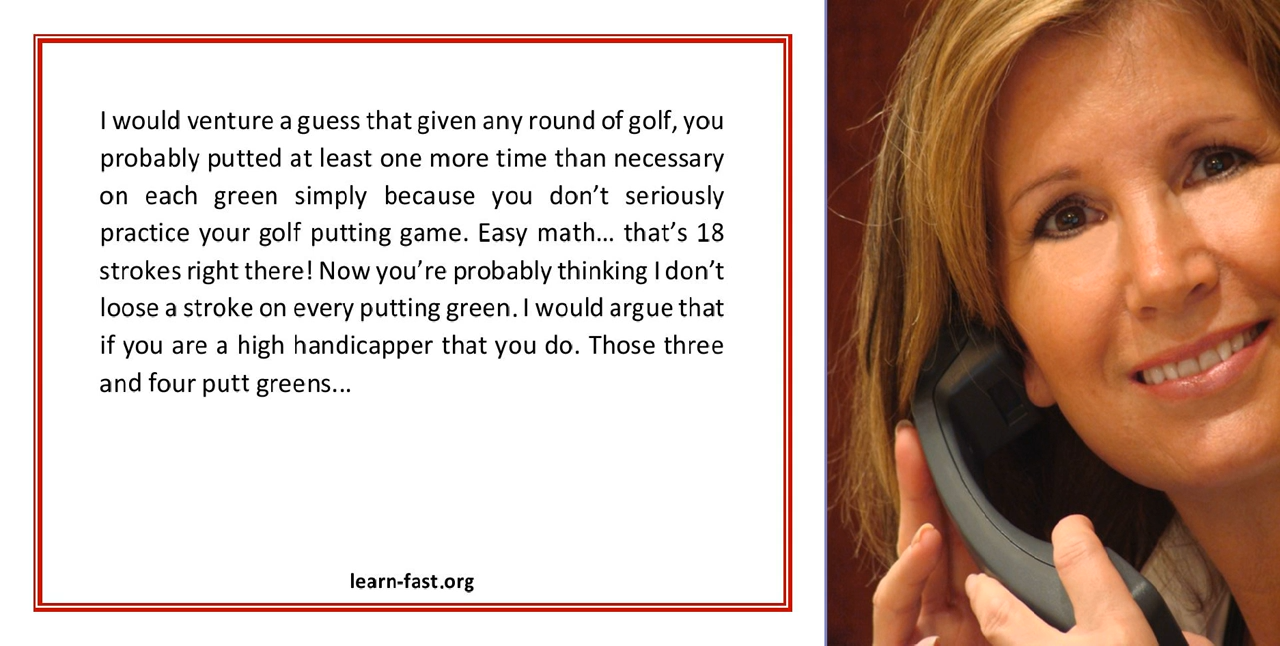 I would venture a guess that given any round of golf, you
probably putted at least one more time than necessary
on each green simply because you don’t seriously
practice your golf putting game. Easy math… that’s 18
strokes right there! Now you’re probably thinking I don’t
loose a stroke on every putting green. I would argue that
if you are a high handicapper that you do. Those three
and four putt greens...
learn-fast.org